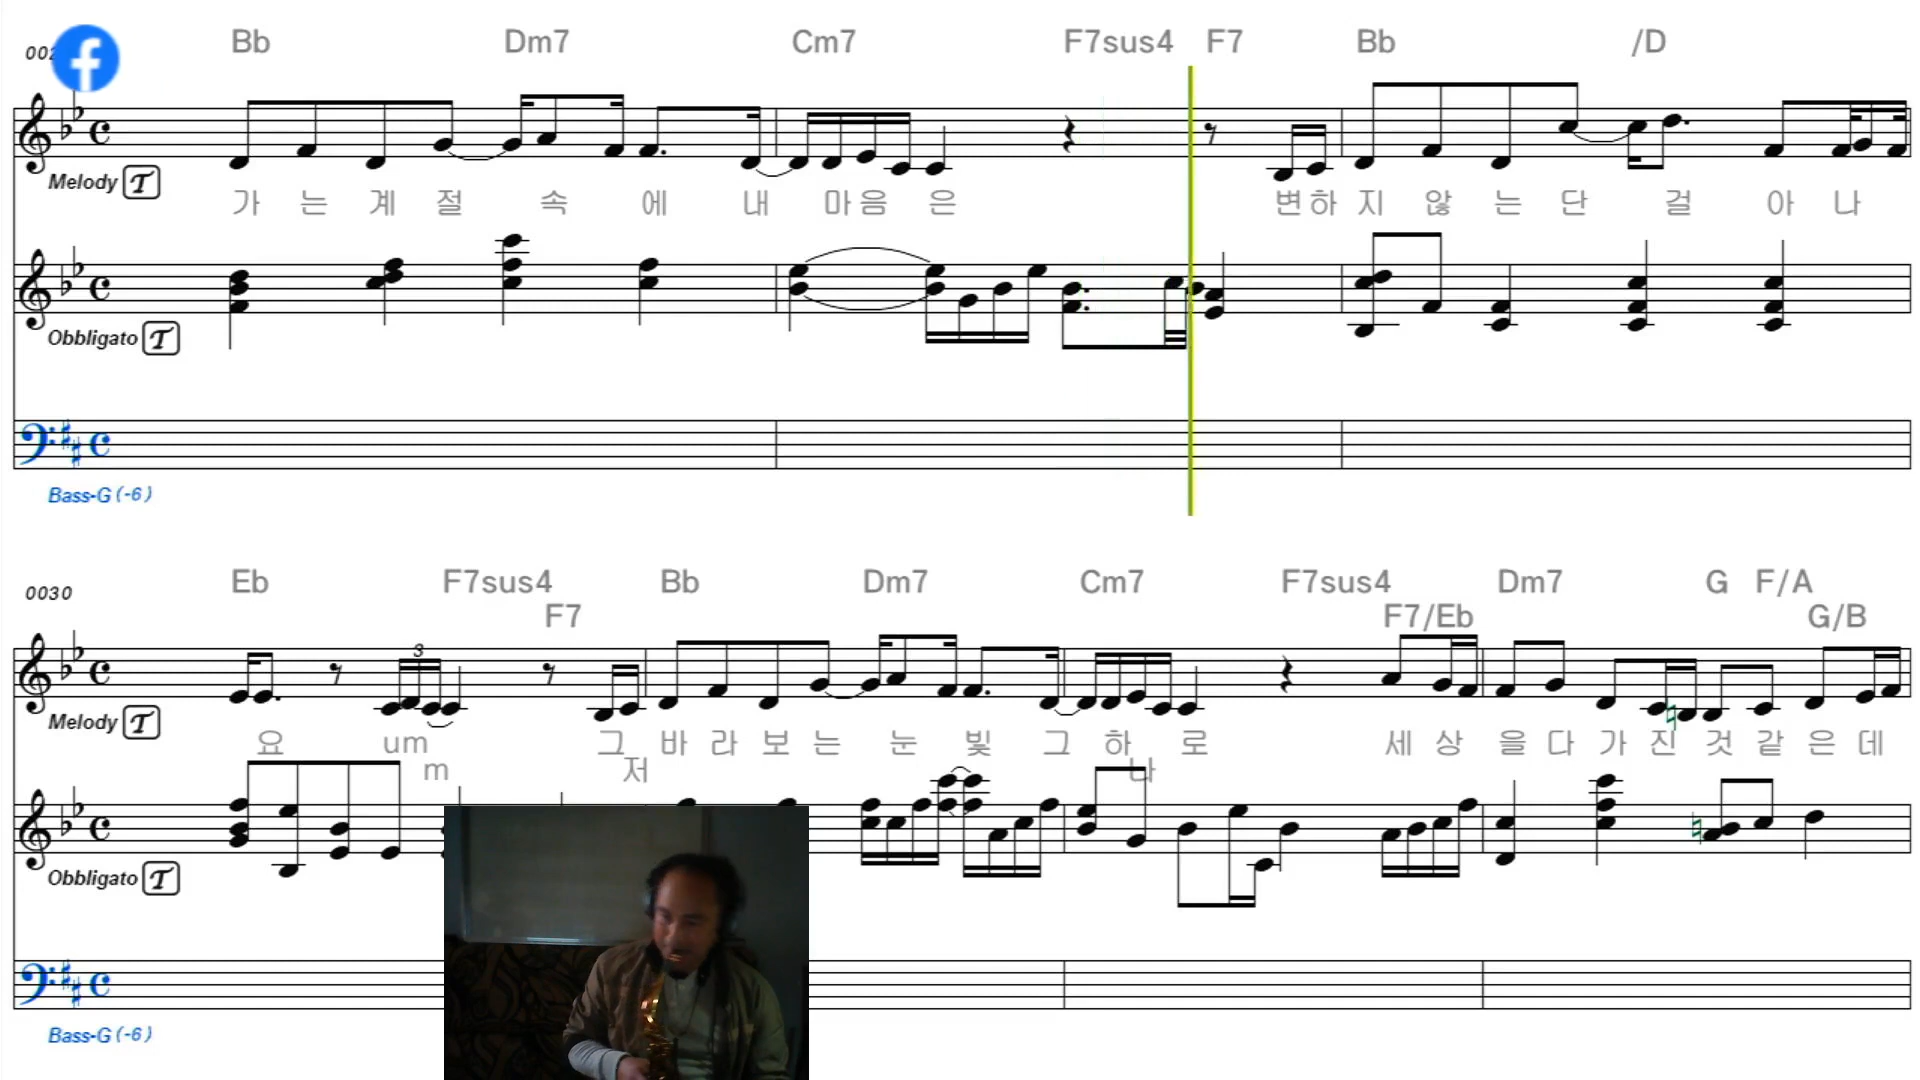 Bb Dm7 Cm7 F7sus4 F7 Bb /D
Melody T
가 는 계 절 속 에 내 마 음 은 변 하 지 않 는 단 걸 아 나
Obbligato T
Bass-G (-6)
0030
Eb F7sus4 Bb Dm7 Cm7 F7sus4 Dm7 G F/A
F7 F7/Eb G/B
3
Melody T
요 um 그 바 라 보 는 눈 빛 그 하 로 세 상 을 다 가 진 것 같 은 데
m 저 나
Obbligato T
Bass-G (-6)